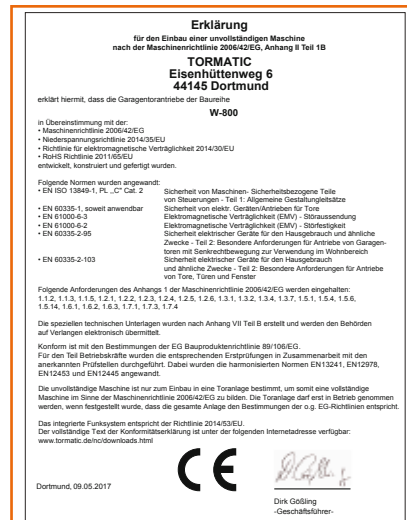 Erklärung
für den Einbau einer unvollständigen Maschine
nach der Maschinenrichtlinie 2006/42/EG, Anhang II Teil 1B
TORMATIC
Eisenhüttenweg 6
44145 Dortmund
erklärt hiermit, dass die Garagentorantriebe der Baureihe
W-800
in Übereinstimmung mit der:
• Maschinenrichtlinie 2006/42/EG
• Niederspannungsrichtlinie 2014/35/EU
• Richtlinie für elektromagnetische Verträglichkeit 2014/30/EU
• RoHS Richtlinie 2011/65/EU
entwickelt, konstruiert und gefertigt wurden.
Folgende Normen wurden angewandt:
• EN ISO 13849-1, PL „C" Cat. 2 Sicherheit von Maschinen- Sicherheitsbezogene Teile
von Steuerungen - Teil 1: Allgemeine Gestaltungleitsätze
• EN 60335-1, soweit anwendbar Sicherheit von elektr. Geräten/Antrieben für Tore
• EN 61000-6-3 Elektromagnetische Verträglichkeit (EMV) - Störaussendung
• EN 61000-6-2 Elektromagnetische Verträglichkeit (EMV) - Störfestigkeit
• EN 60335-2-95 Sicherheit elektrischer Geräte für den Hausgebrauch und ähnliche
Zwecke - Teil 2: Besondere Anforderungen für Antriebe von Garagen-
toren mit Senkrechtbewegung zur Verwendung im Wohnbereich
• EN 60335-2-103 Sicherheit elektrischer Geräte für den Hausgebrauch
und ähnliche Zwecke - Teil 2: Besondere Anforderungen für Antriebe
von Tore, Türen und Fenster
Folgende Anforderungen des Anhangs 1 der Maschinenrichtlinie 2006/42/EG werden eingehalten:
1.1.2, 1.1.3, 1.1.5, 1.2.1, 1.2.2, 1.2.3, 1.2.4, 1.2.5, 1.2.6, 1.3.1, 1.3.2, 1.3.4, 1.3.7, 1.5.1, 1.5.4, 1.5.6,
1.5.14, 1.6.1, 1.6.2, 1.6.3, 1.7.1, 1.7.3, 1.7.4
Die speziellen technischen Unterlagen wurden nach Anhang VII Teil B erstellt und werden den Behörden
auf Verlangen elektronisch übermittelt.
Konform ist mit den Bestimmungen der EG Bauproduktenrichlinie 89/106/EG.
Für den Teil Betriebskräfte wurden die entsprechenden Erstprüfungen in Zusammenarbeit mit den
anerkannten Prüfstellen durchgeführt. Dabei wurden die harmonisierten Normen EN13241, EN12978,
EN12453 und EN12445 angewandt.
Die unvollständige Maschine ist nur zum Einbau in eine Toranlage bestimmt, um somit eine vollständige
Maschine im Sinne der Maschinenrichtlinie 2006/42/EG zu bilden. Die Toranlage darf erst in Betrieb genommen
werden, wenn festgestellt wurde, dass die gesamte Anlage den Bestimmungen der o.g. EG-Richtlinien entspricht.
Das integrierte Funksystem entspricht der Richtlinie 2014/53/EU.
Der vollständige Text der Konformitätserklärung ist unter der folgenden Internetadresse verfügbar:
www.tormatic.de/nc/downloads.html
CE
Dortmund, 09.05.2017
Dirk Gößling
-Geschäftsführer-